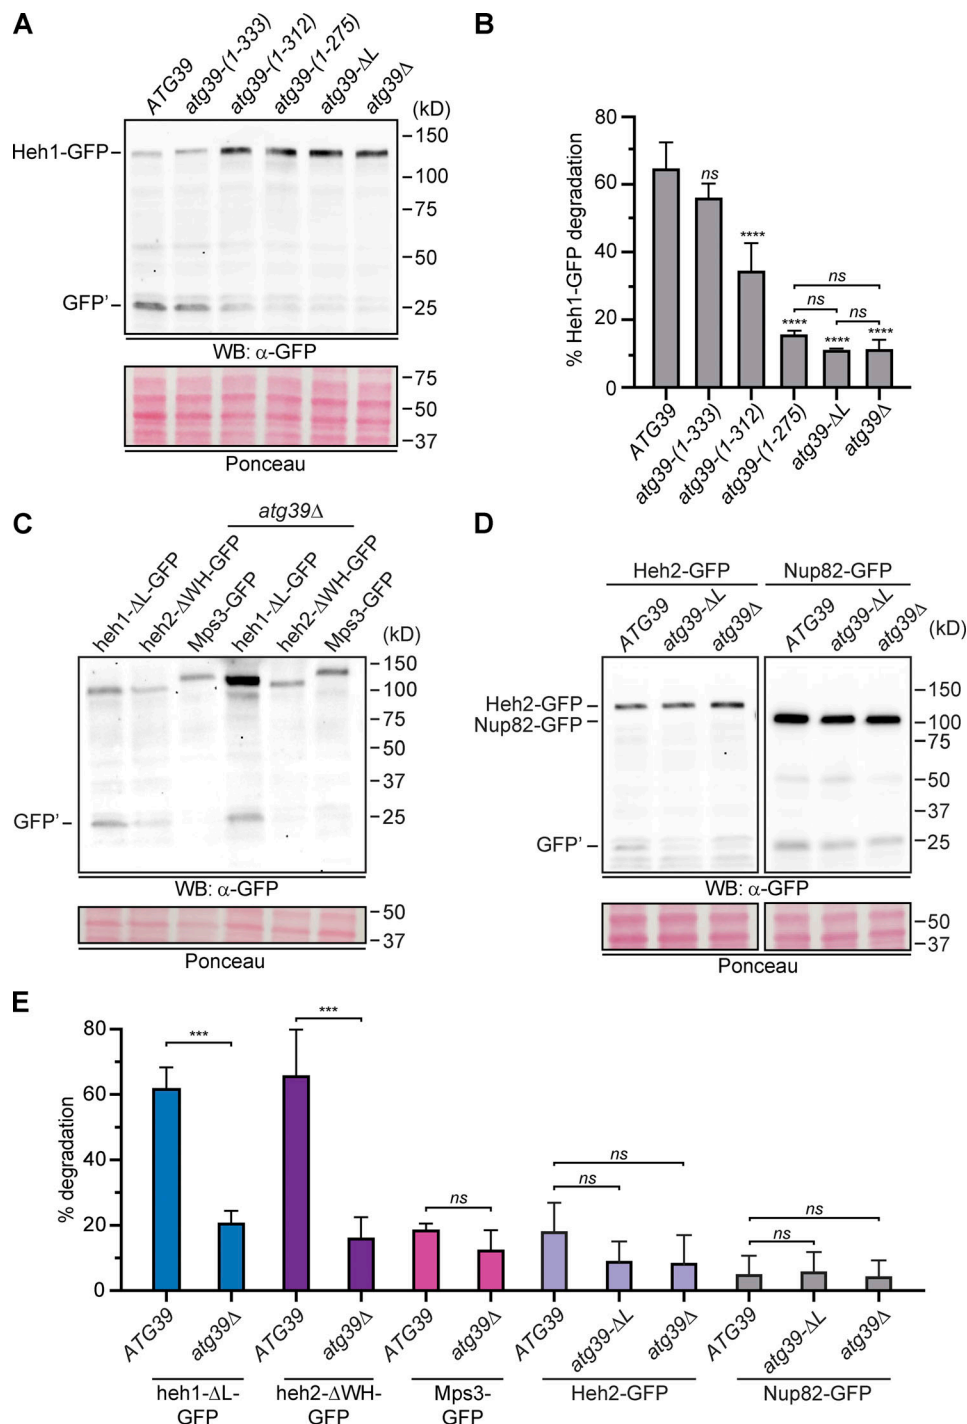 A
ATG39
atg39-(1-333)
atg39-(1-312)
atg39-(1-275)
atg39-ΔL
atg39Δ
(kD)
Heh1-GFP
150
100
75
50
GFP'
25
WB: α-GFP
75
50
37
Ponceau
B
% Heh1-GFP degradation
80
60
40
20
0
ns
****
****
****
****
ns
ns
ns
ATG39
atg39-(1-333)
atg39-(1-312)
atg39-(1-275)
atg39-ΔL
atg39Δ
C
atg39Δ
heh1-ΔL-GFP
heh2-ΔWH-GFP
Mps3-GFP
heh1-ΔL-GFP
heh2-ΔWH-GFP
Mps3-GFP
(kD)
150
100
75
50
37
25
GFP'
WB: α-GFP
50
37
Ponceau
D
Heh2-GFP Nup82-GFP
ATG39
atg39-ΔL
atg39Δ
ATG39
atg39-ΔL
atg39Δ
(kD)
Heh2-GFP
Nup82-GFP
150
100
75
50
37
25
GFP'
WB: α-GFP
50
37
Ponceau
E
% degradation
80
60
40
20
0
***
***
ns
ns
ns
ns
ns
ATG39
atg39Δ
ATG39
atg39Δ
ATG39
atg39Δ
ATG39
atg39-ΔL
atg39Δ
ATG39
atg39-ΔL
atg39Δ
heh1-ΔL-
GFP
heh2-ΔWH-
GFP
Mps3-
GFP
Heh2-GFP
Nup82-GFP